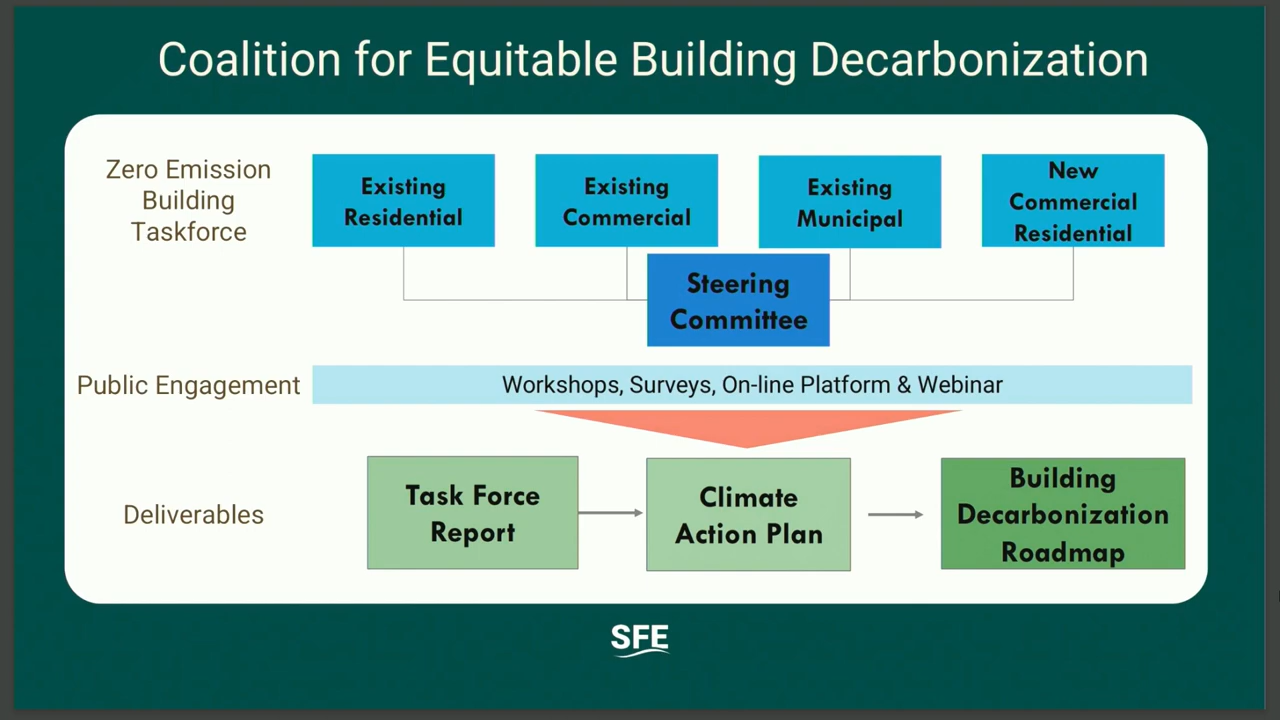 Coalition for Equitable Building Decarbonization
Zero Emission
Building
Taskforce
Existing
Residential
Existing
Commercial
Existing
Municipal
New
Commercial
Residential
Steering
Committee
Public Engagement
Workshops, Surveys, On-line Platform & Webinar
Deliverables
Task Force
Report
Climate
Action Plan
Building
Decarbonization
Roadmap
SFE